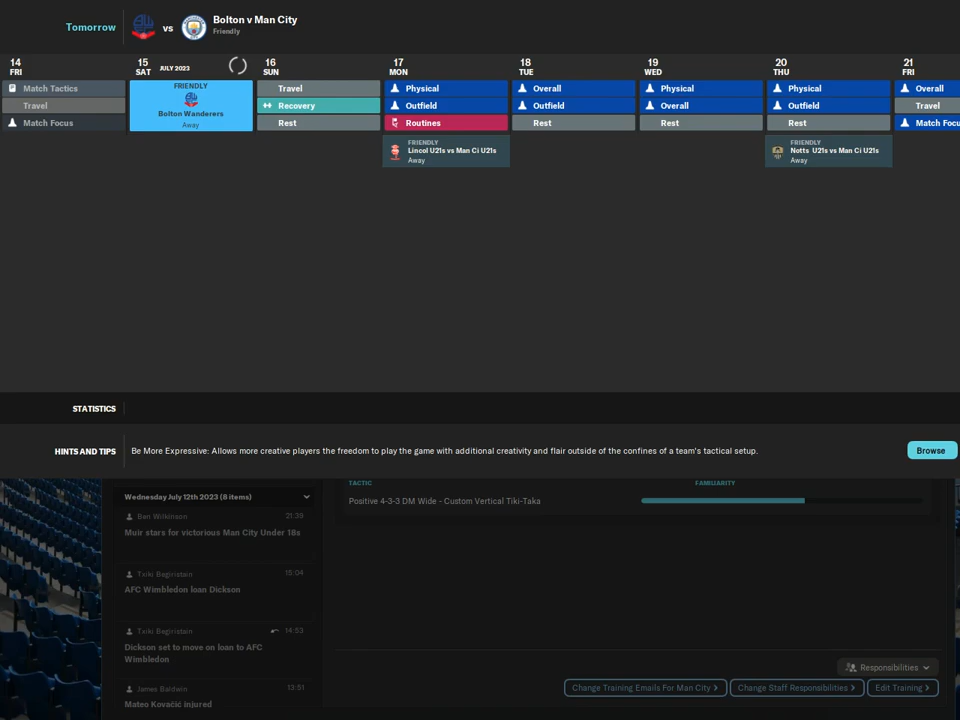 Tomorrow
vs
Bolton v Man City
Friendly
14
FRI
15
SAT
JULY 2023
16
SUN
17
MON
18
TUE
19
WED
20
THU
21
FRI
Match Tactics
Travel
Match Focus
FRIENDLY
Bolton Wanderers
Away
Travel
Recovery
Rest
Physical
Outfield
Routines
FRIENDLY
Lincol U21s vs Man Ci U21s
Away
Overall
Outfield
Rest
Physical
Overall
Rest
Physical
Outfield
Rest
FRIENDLY
Notts U21s vs Man Ci U21s
Away
Overall
Travel
Match Focu
STATISTICS
HINTS AND TIPS
Be More Expressive: Allows more creative players the freedom to play the game with additional creativity and flair outside of the confines of a team's tactical setup.
Browse
Wednesday July 12th 2023 (8 items)
Ben Wilkinson 21:39
Muir stars for victorious Man City Under 18s
Txiki Begiristain 15:04
AFC Wimbledon loan Dickson
Txiki Begiristain 14:53
Dickson set to move on loan to AFC
Wimbledon
James Baldwin 13:51
Mateo Kovačić injured
TACTIC
FAMILIARITY
Positive 4-3-3 DM Wide - Custom Vertical Tiki-Taka
Responsibilities
Change Training Emails For Man City
Change Staff Responsibilities
Edit Training